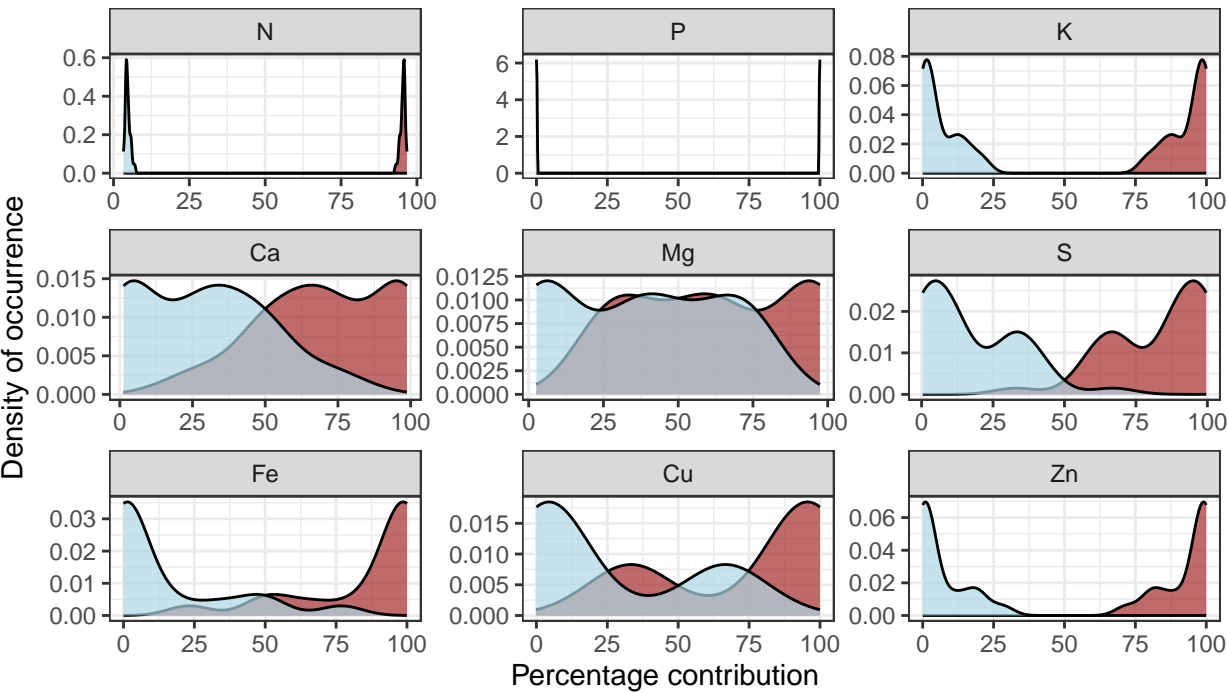 N P K
0.6 6 0.08
0.4 4 0.06
0.2 2 0.04
0.0 0 0.02
0.00
0 25 50 75 100 0 25 50 75 100 0 25 50 75 100
Ca Mg S
0.015 0.0125 0.02
0.010 0.0100 0.01
0.005 0.0075 0.00
0.000 0.0050
0.0025
0.0000
0 25 50 75 100 0 25 50 75 100 0 25 50 75 100
Fe Cu Zn
0.03 0.015 0.06
0.02 0.010 0.04
0.01 0.005 0.02
0.00 0.000 0.00
0 25 50 75 100 0 25 50 75 100 0 25 50 75 100
Density of occurrence
Percentage contribution